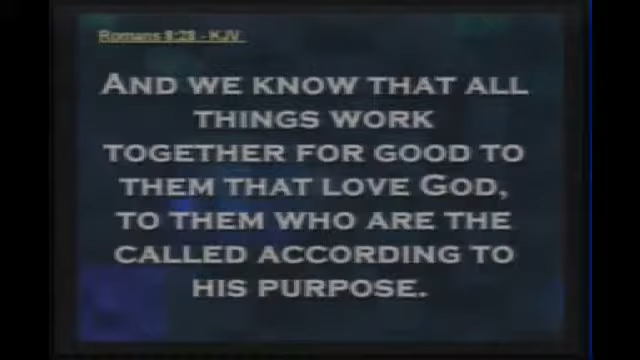 Romans 8:28 - KJV
AND WE KNOW THAT ALL
THINGS WORK
TOGETHER FOR GOOD TO
THEM THAT LOVE GOD,
TO THEM WHO ARE THE
CALLED ACCORDING TO
HIS PURPOSE.